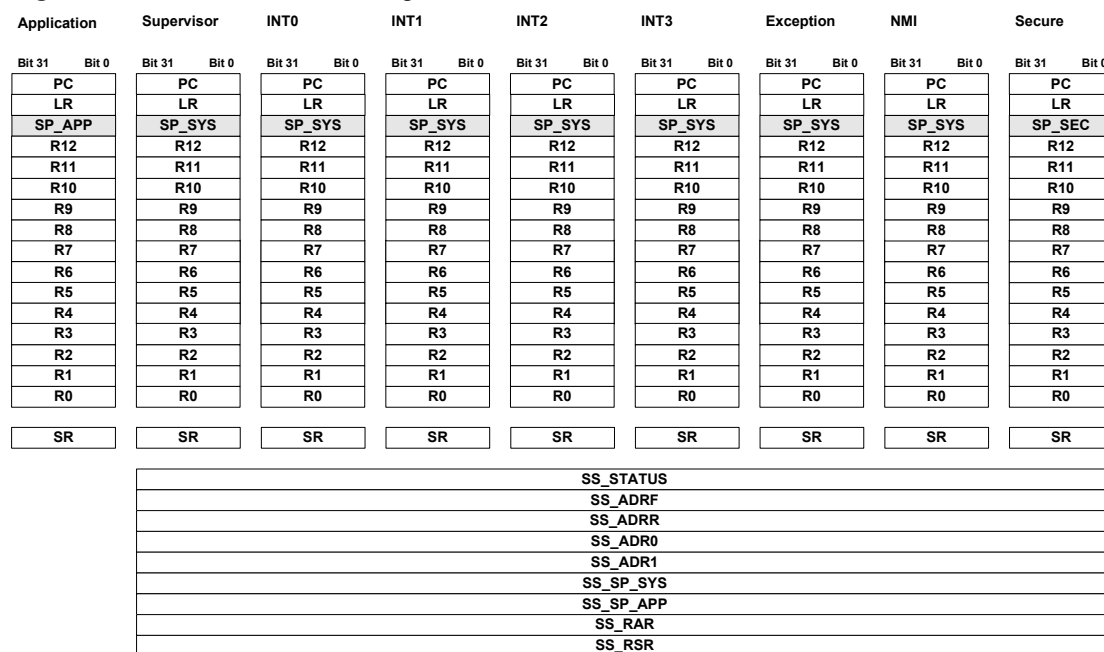 Application Supervisor INT0 INT1 INT2 INT3 Exception NMI Secure
Bit 31 Bit 0 Bit 31 Bit 0 Bit 31 Bit 0 Bit 31 Bit 0 Bit 31 Bit 0 Bit 31 Bit 0 Bit 31 Bit 0 Bit 31 Bit 0 Bit 31 Bit 0
PC PC PC PC PC PC PC PC PC
LR LR LR LR LR LR LR LR LR
SP_APP SP_SYS SP_SYS SP_SYS SP_SYS SP_SYS SP_SYS SP_SYS SP_SEC
R12 R12 R12 R12 R12 R12 R12 R12 R12
R11 R11 R11 R11 R11 R11 R11 R11 R11
R10 R10 R10 R10 R10 R10 R10 R10 R10
R9 R9 R9 R9 R9 R9 R9 R9 R9
R8 R8 R8 R8 R8 R8 R8 R8 R8
R7 R7 R7 R7 R7 R7 R7 R7 R7
R6 R6 R6 R6 R6 R6 R6 R6 R6
R5 R5 R5 R5 R5 R5 R5 R5 R5
R4 R4 R4 R4 R4 R4 R4 R4 R4
R3 R3 R3 R3 R3 R3 R3 R3 R3
R2 R2 R2 R2 R2 R2 R2 R2 R2
R1 R1 R1 R1 R1 R1 R1 R1 R1
R0 R0 R0 R0 R0 R0 R0 R0 R0
SR SR SR SR SR SR SR SR SR
SS_STATUS
SS_ADRF
SS_ADRR
SS_ADR0
SS_ADR1
SS_SP_SYS
SS_SP_APP
SS_RAR
SS_RSR